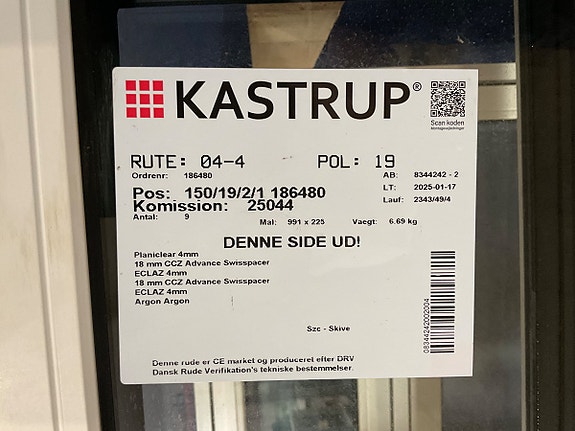 KASTRUP®
Scan koden
Montagevejledninger
RUTE: 04-4 POL: 19
Ordrenr: 186480 AB: 8344242 - 2
Pos: 150/19/2/1 186480 LT: 2025-01-17
Komission: 25044 Lauf: 2343/49/4
Antal: 9 Mål: 991 x 225 Vaegt: 6.69 kg
DENNE SIDE UD!
Planiclear 4mm
18 mm CCZ Advance Swisspacer
ECLAZ 4mm
18 mm CCZ Advance Swisspacer
ECLAZ 4mm
Argon Argon
Szc - Skive
08344242002004
Denne rude er CE market og produceret efter DRV
Dansk Rude Verifikation's tekniske bestemmelser.